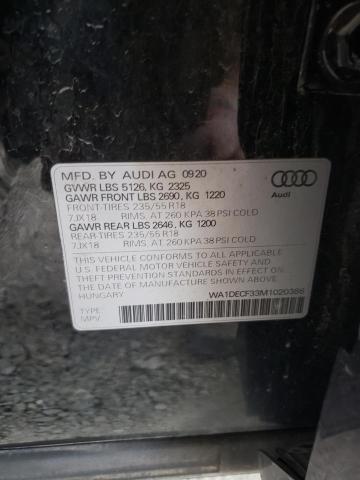 MFD. BY AUDI AG 09/20
GVWR LBS 5126, KG 2325
GAWR FRONT LBS 2690, KG 1220
FRONT-TIRES 235/55 R18
7JX18 RIMS, AT 260 KPA 38 PSI COLD
GAWR REAR LBS 2646, KG 1200
REAR-TIRES 235/55 R18
7JX18 RIMS, AT 260 KPA 38 PSI COLD
THIS VEHICLE CONFORMS TO ALL APPLICABLE
U.S. FEDERAL MOTOR VEHICLE SAFETY AND
THEFT PREVENTION STANDARDS IN EFFECT ON
THE DATE OF MANUFACTURE SHOWN ABOVE
HUNGARY WA1DECF33M1020386
TYPE:
MPV